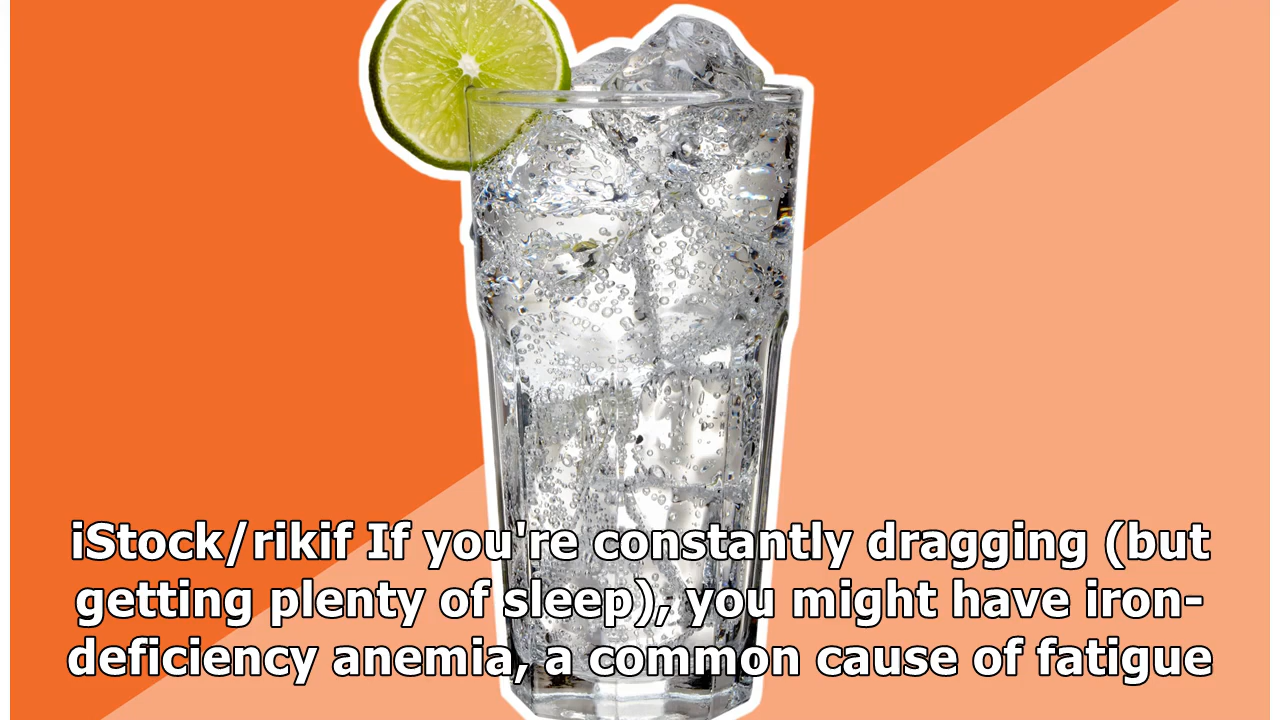 iStock/rikif If you're constantly dragging (but
getting plenty of sleep), you might have iron-
deficiency anemia, a common cause of fatigue